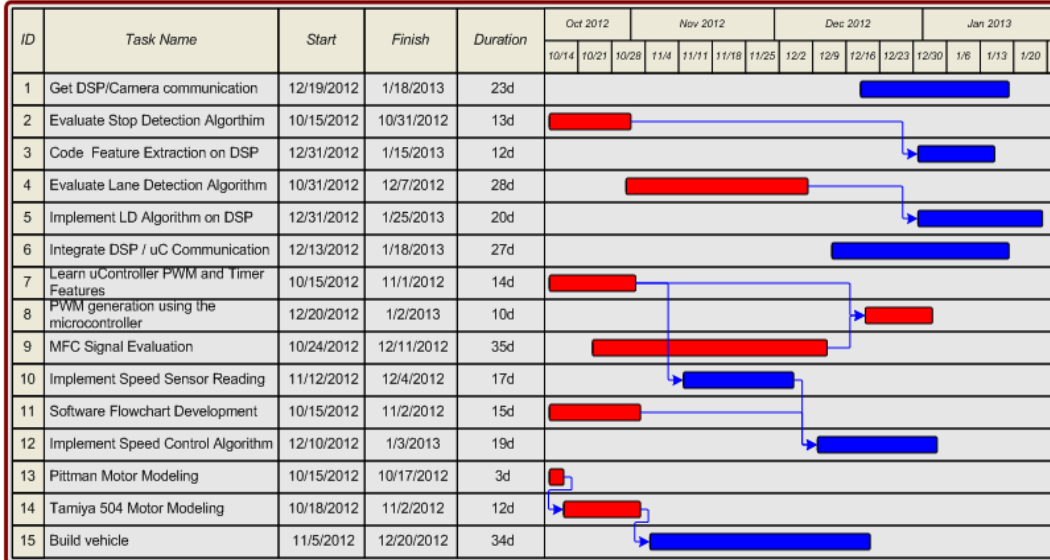 ID Task Name Start Finish Duration Oct 2012 Nov 2012 Dec 2012 Jan 2013
10/14 10/21 10/28 11/4 11/11 11/18 11/25 12/2 12/9 12/16 12/23 12/30 1/6 1/13 1/20
1 Get DSP/Camera communication 12/19/2012 1/18/2013 23d
2 Evaluate Stop Detection Algorthim 10/15/2012 10/31/2012 13d
3 Code Feature Extraction on DSP 12/31/2012 1/15/2013 12d
4 Evaluate Lane Detection Algorithm 10/31/2012 12/7/2012 28d
5 Implement LD Algorithm on DSP 12/31/2012 1/25/2013 20d
6 Integrate DSP / uC Communication 12/13/2012 1/18/2013 27d
7 Learn uController PWM and Timer
Features 10/15/2012 11/1/2012 14d
8 PWM generation using the
microcontroller 12/20/2012 1/2/2013 10d
9 MFC Signal Evaluation 10/24/2012 12/11/2012 35d
10 Implement Speed Sensor Reading 11/12/2012 12/4/2012 17d
11 Software Flowchart Development 10/15/2012 11/2/2012 15d
12 Implement Speed Control Algorithm 12/10/2012 1/3/2013 19d
13 Pittman Motor Modeling 10/15/2012 10/17/2012 3d
14 Tamiya 504 Motor Modeling 10/18/2012 11/2/2012 12d
15 Build vehicle 11/5/2012 12/20/2012 34d